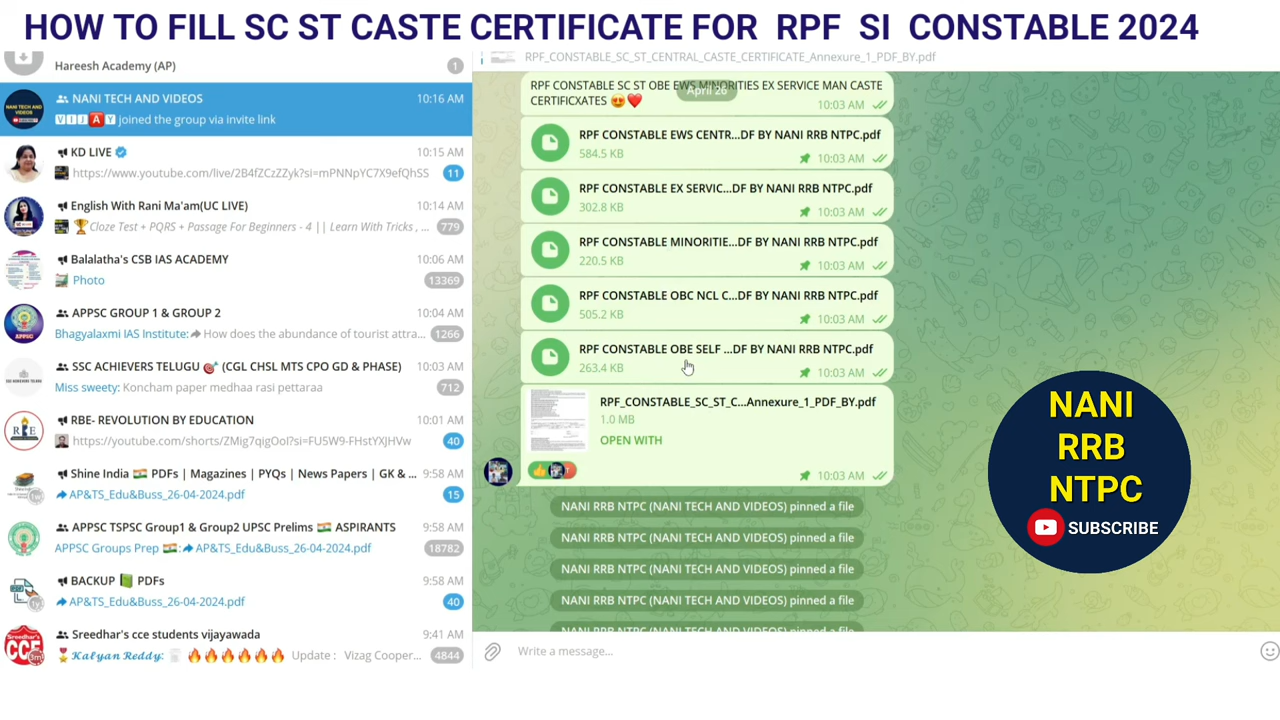 HOW TO FILL SC ST CASTE CERTIFICATE FOR RPF SI CONSTABLE 2024
Hareesh Academy (AP) 1
NANI TECH AND VIDEOS 10:16 AM
VIJAY joined the group via invite link
KD LIVE 10:15 AM
https://www.youtube.com/live/2B4fZCzZZyk?si=mPNNpYC7X9efQhSS 11
English With Rani Ma'am(UC LIVE) 10:14 AM
Cloze Test + PQRS + Passage For Beginners - 4 || Learn With Tricks , ... 779
Balalatha's CSB IAS ACADEMY 10:06 AM
Photo 13369
APPSC GROUP 1 & GROUP 2 10:04 AM
Bhagyalaxmi IAS Institute: How does the abundance of tourist attra... 1266
SSC ACHIEVERS TELUGU 🎯 (CGL CHSL MTS CPO GD & PHASE) 10:03 AM
Miss sweety: Koncham paper medhaa rasi pettaraa 712
RBE- REVOLUTION BY EDUCATION 10:01 AM
https://youtube.com/shorts/ZMig7qigOoI?si=FU5W9-FHstYXJHVw 40
Shine India 🇮🇳 PDFs | Magazines | PYQs | News Papers | GK & ... 9:58 AM
AP&TS_Edu&Buss_26-04-2024.pdf 15
APPSC TSPSC Group1 & Group2 UPSC Prelims 🇮🇳 ASPIRANTS 9:58 AM
APPSC Groups Prep 🇮🇳: AP&TS_Edu&Buss_26-04-2024.pdf 18782
BACKUP 📗 PDFs 9:58 AM
AP&TS_Edu&Buss_26-04-2024.pdf 40
Sreedhar's cce students vijayawada 9:41 AM
Kalyan Reddy: 🔥🔥🔥🔥🔥🔥 Update : Vizag Cooper... 4844
RPF_CONSTABLE_SC_ST_CENTRAL_CASTE_CERTIFICATE_Annexure_1_PDF_BY.pdf
RPF CONSTABLE SC ST OBE EWS MINORITIES EX SERVICE MAN CASTE
April 26
CERTIFICXATES 😍❤️ 10:03 AM
RPF CONSTABLE EWS CENTR...DF BY NANI RRB NTPC.pdf
584.5 KB 10:03 AM
RPF CONSTABLE EX SERVIC...DF BY NANI RRB NTPC.pdf
302.8 KB 10:03 AM
RPF CONSTABLE MINORITIE...DF BY NANI RRB NTPC.pdf
220.5 KB 10:03 AM
RPF CONSTABLE OBC NCL C...DF BY NANI RRB NTPC.pdf
505.2 KB 10:03 AM
RPF CONSTABLE OBE SELF ...DF BY NANI RRB NTPC.pdf
263.4 KB 10:03 AM
RPF_CONSTABLE_SC_ST_C...Annexure_1_PDF_BY.pdf
1.0 MB
OPEN WITH
10:03 AM
NANI RRB NTPC (NANI TECH AND VIDEOS) pinned a file
NANI RRB NTPC (NANI TECH AND VIDEOS) pinned a file
NANI RRB NTPC (NANI TECH AND VIDEOS) pinned a file
NANI RRB NTPC (NANI TECH AND VIDEOS) pinned a file
NANI RRB NTPC (NANI TECH AND VIDEOS) pinned a file
Write a message...
NANI
RRB
NTPC
SUBSCRIBE